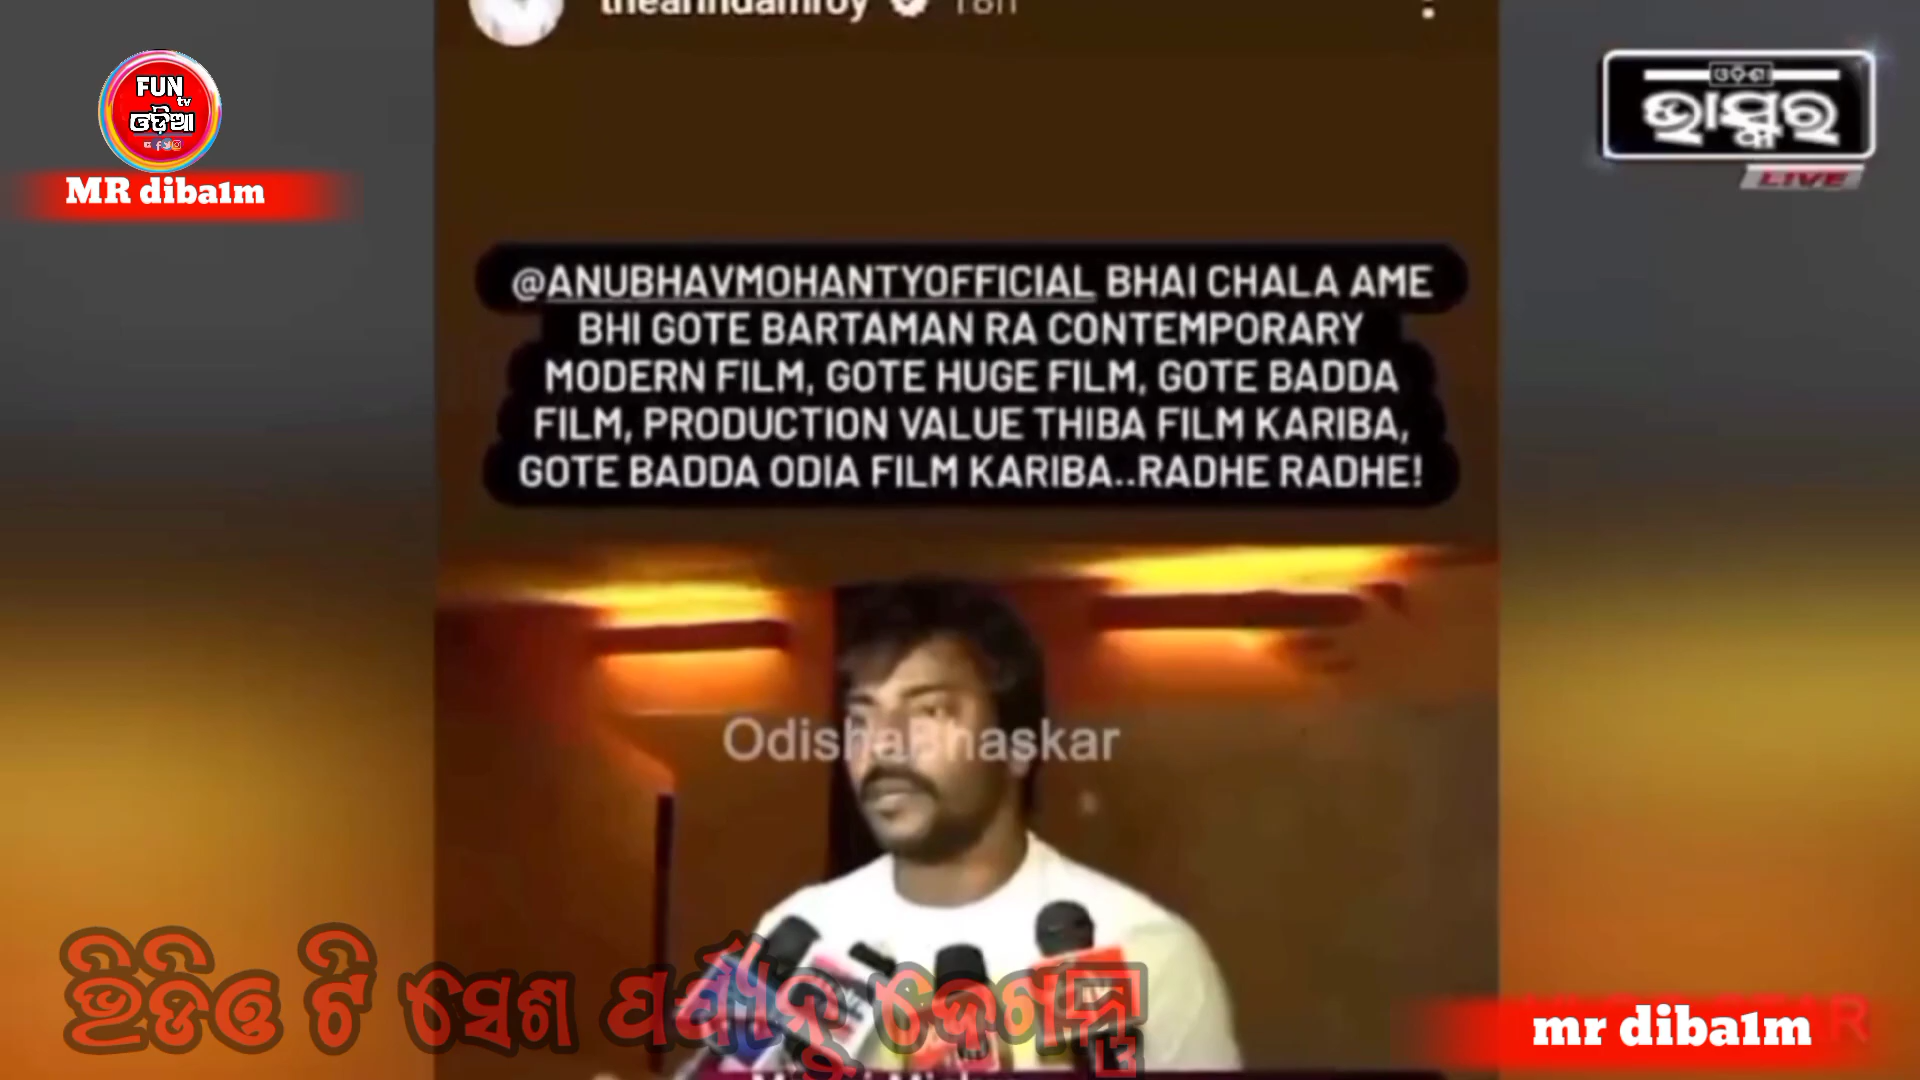 thearindamroy 18h
FUN
tv
ଓଡ଼ିଆ
MR diba1m
ଓଡ଼ିଶା
ଭାସ୍କର
LIVE
@ANUBHAVMOHANTYOFFICIAL BHAI CHALA AME
BHI GOTE BARTAMAN RA CONTEMPORARY
MODERN FILM, GOTE HUGE FILM, GOTE BADDA
FILM, PRODUCTION VALUE THIBA FILM KARIBA,
GOTE BADDA ODIA FILM KARIBA..RADHE RADHE!
OdishaBhaskar
ଭିଡିଓ ଟି ସେଶ ପର୍ଯ୍ୟନ୍ତ ଦେଖନ୍ତୁ
mr diba1m